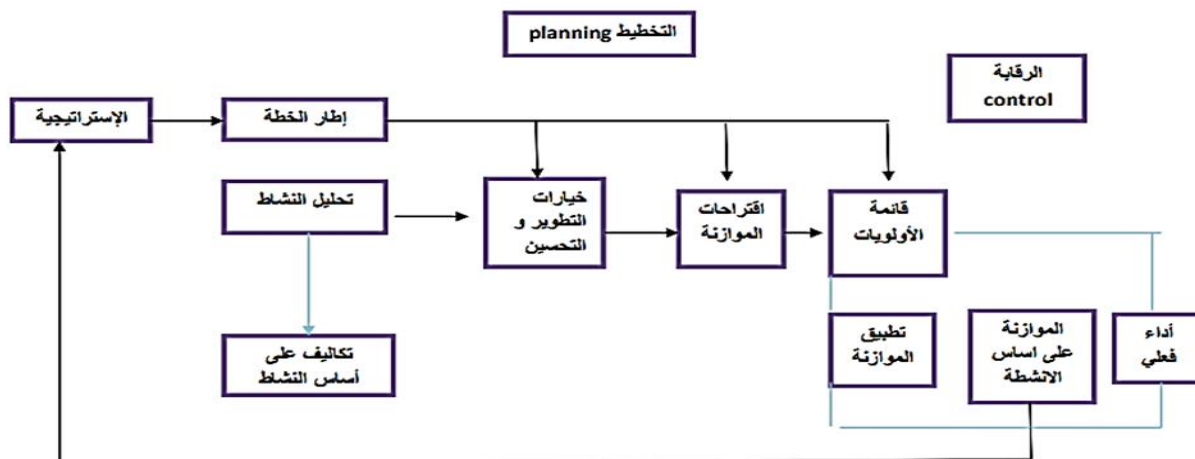 التخطيط planning
الرقابة
control
الإستراتيجية
إطار الخطة
تحليل النشاط
خيارات
التطوير و
التحسين
اقتراحات
الموازنة
قائمة
الأولويات
تكاليف على
أساس النشاط
تطبيق
الموازنة
الموازنة
على اساس
الانشطة
أداء
فعلي